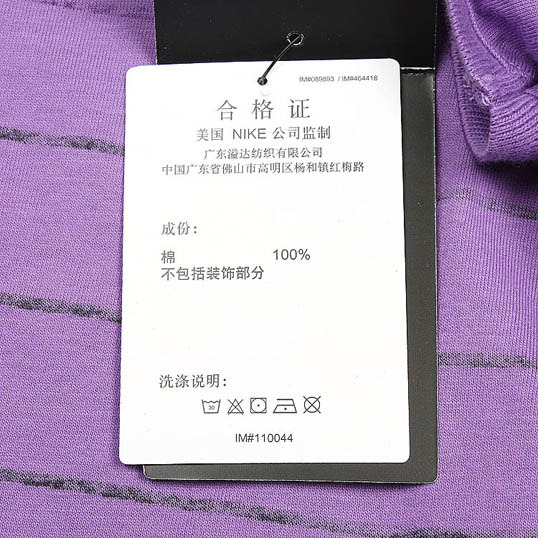 IM#089893 / IM#464418
合格证
美国 NIKE 公司监制
广东溢达纺织有限公司
中国广东省佛山市高明区杨和镇红梅路
成份：
棉 100%
不包括装饰部分
洗涤说明：
30
IM#110044